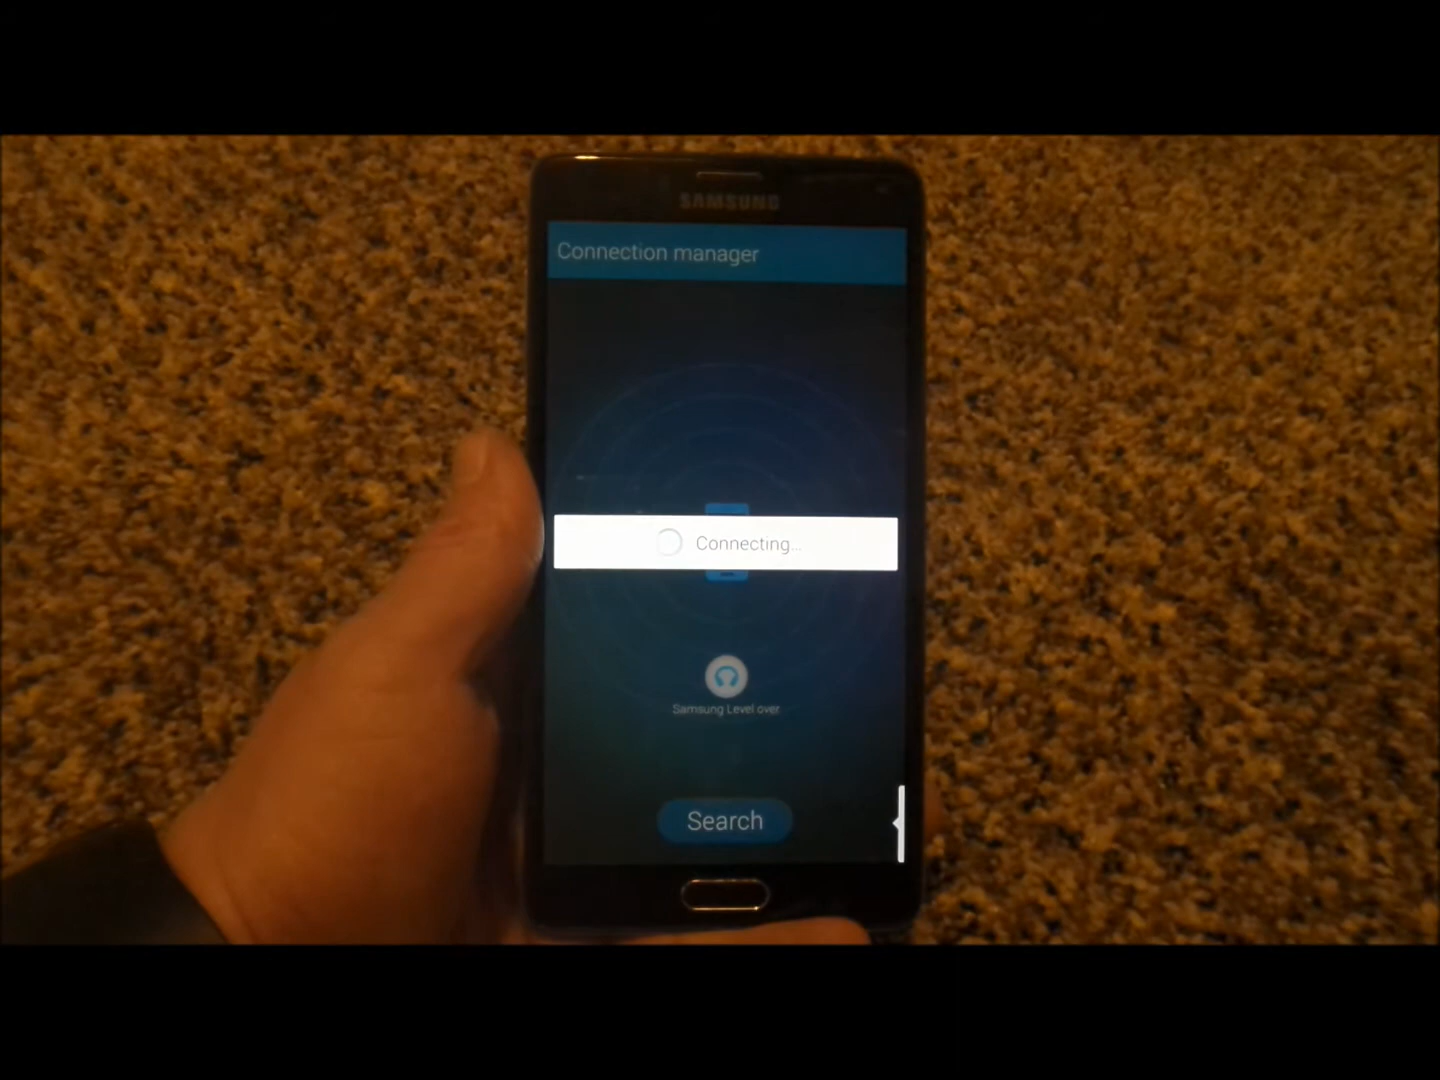 SAMSUNG
Connection manager
Connecting...
Samsung Level over
Search